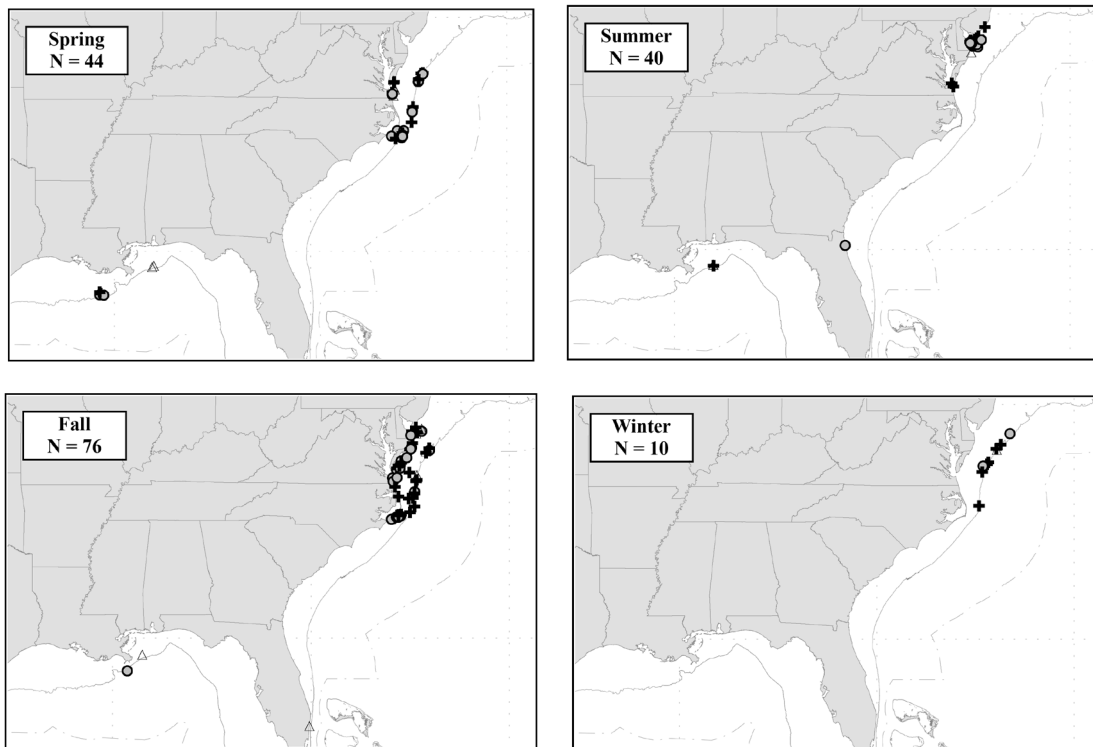 Spring
N = 44
Summer
N = 40
Fall
N = 76
Winter
N = 10